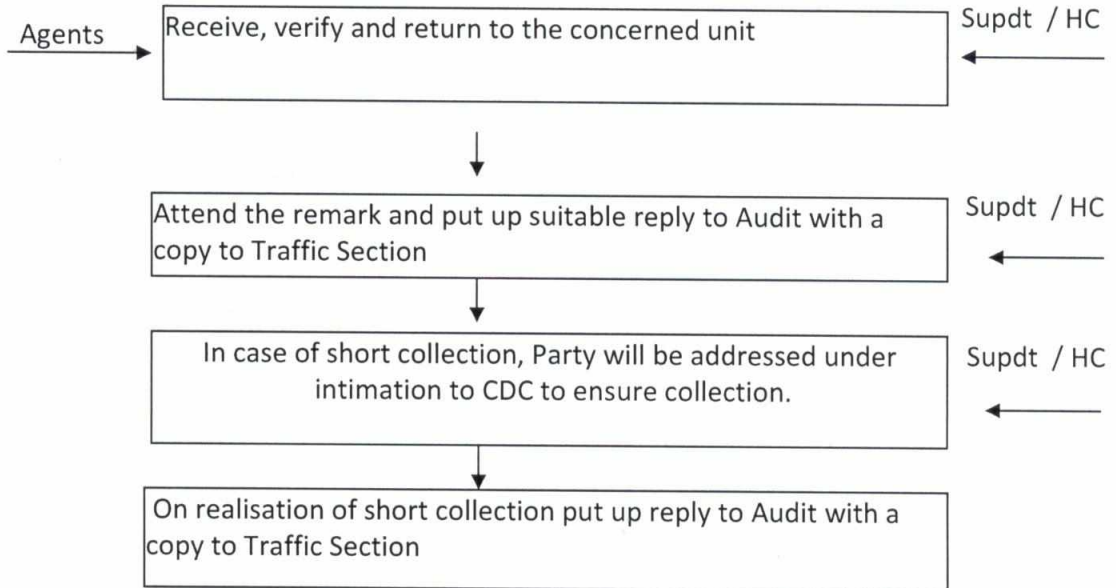 Agents
Receive, verify and return to the concerned unit
Supdt / HC
Attend the remark and put up suitable reply to Audit with a
copy to Traffic Section
Supdt / HC
In case of short collection, Party will be addressed under
intimation to CDC to ensure collection.
Supdt / HC
On realisation of short collection put up reply to Audit with a
copy to Traffic Section